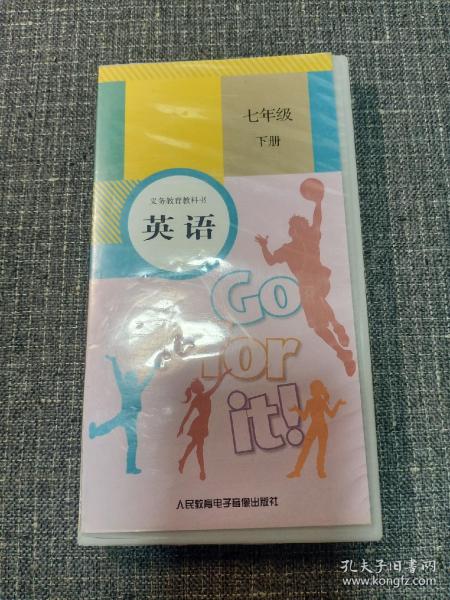 七年级
下册
义务教育教科书
英语
Go
for
it!
人民教育电子音像出版社
孔夫子旧书网
www.kongfz.com